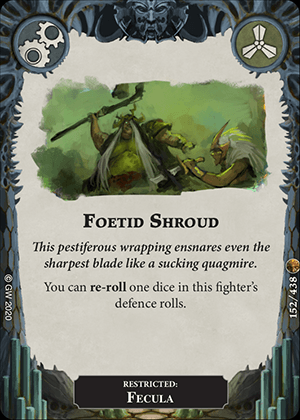 FOETID SHROUD
This pestiferous wrapping ensnares even the
sharpest blade like a sucking quagmire.
You can re-roll one dice in this fighter's
defence rolls.
© GW 2020
152/438
RESTRICTED:
FECULA